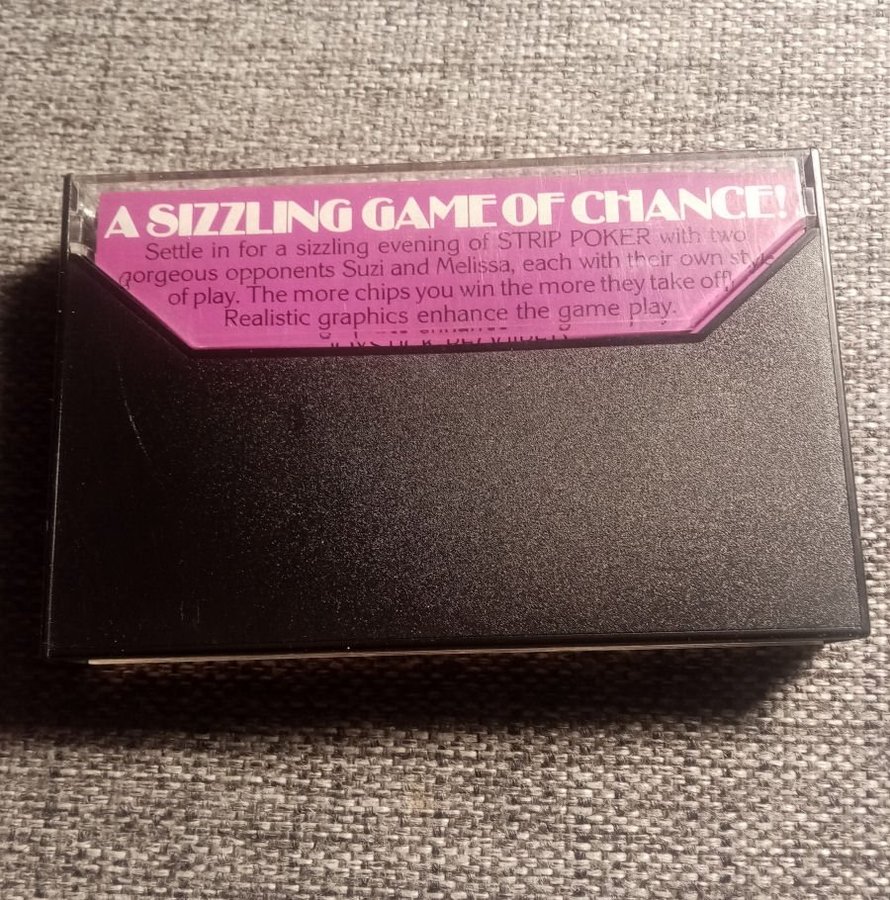 A SIZZLING GAME OF CHANCE!
Settle in for a sizzling evening of STRIP POKER with two
gorgeous opponents Suzi and Melissa, each with their own style
of play. The more chips you win the more they take off!
Realistic graphics enhance the game play.